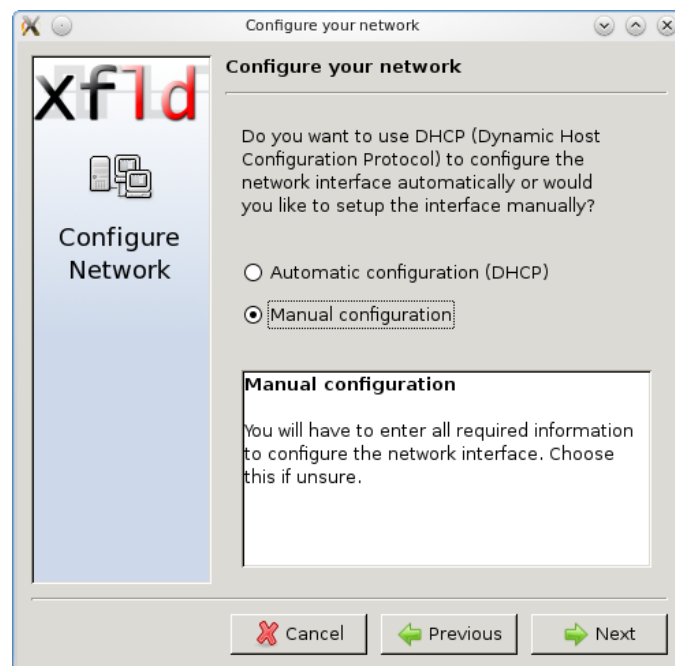 Configure your network
xfld
Configure
Network
Configure your network
Do you want to use DHCP (Dynamic Host
Configuration Protocol) to configure the
network interface automatically or would
you like to setup the interface manually?
Automatic configuration (DHCP)
Manual configuration
Manual configuration
You will have to enter all required information
to configure the network interface. Choose
this if unsure.
Cancel
Previous
Next